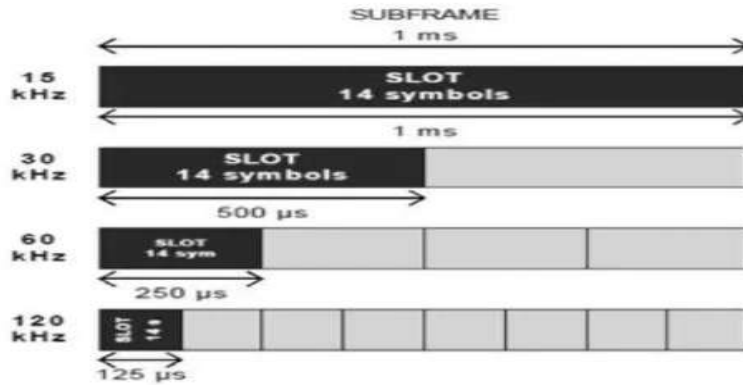 SUBFRAME
1 ms
15
kHz
SLOT
14 symbols
1 ms
30
kHz
SLOT
14 symbols
500 µs
60
kHz
SLOT
14 sym
250 µs
120
kHz
SLOT
14 s
125 µs